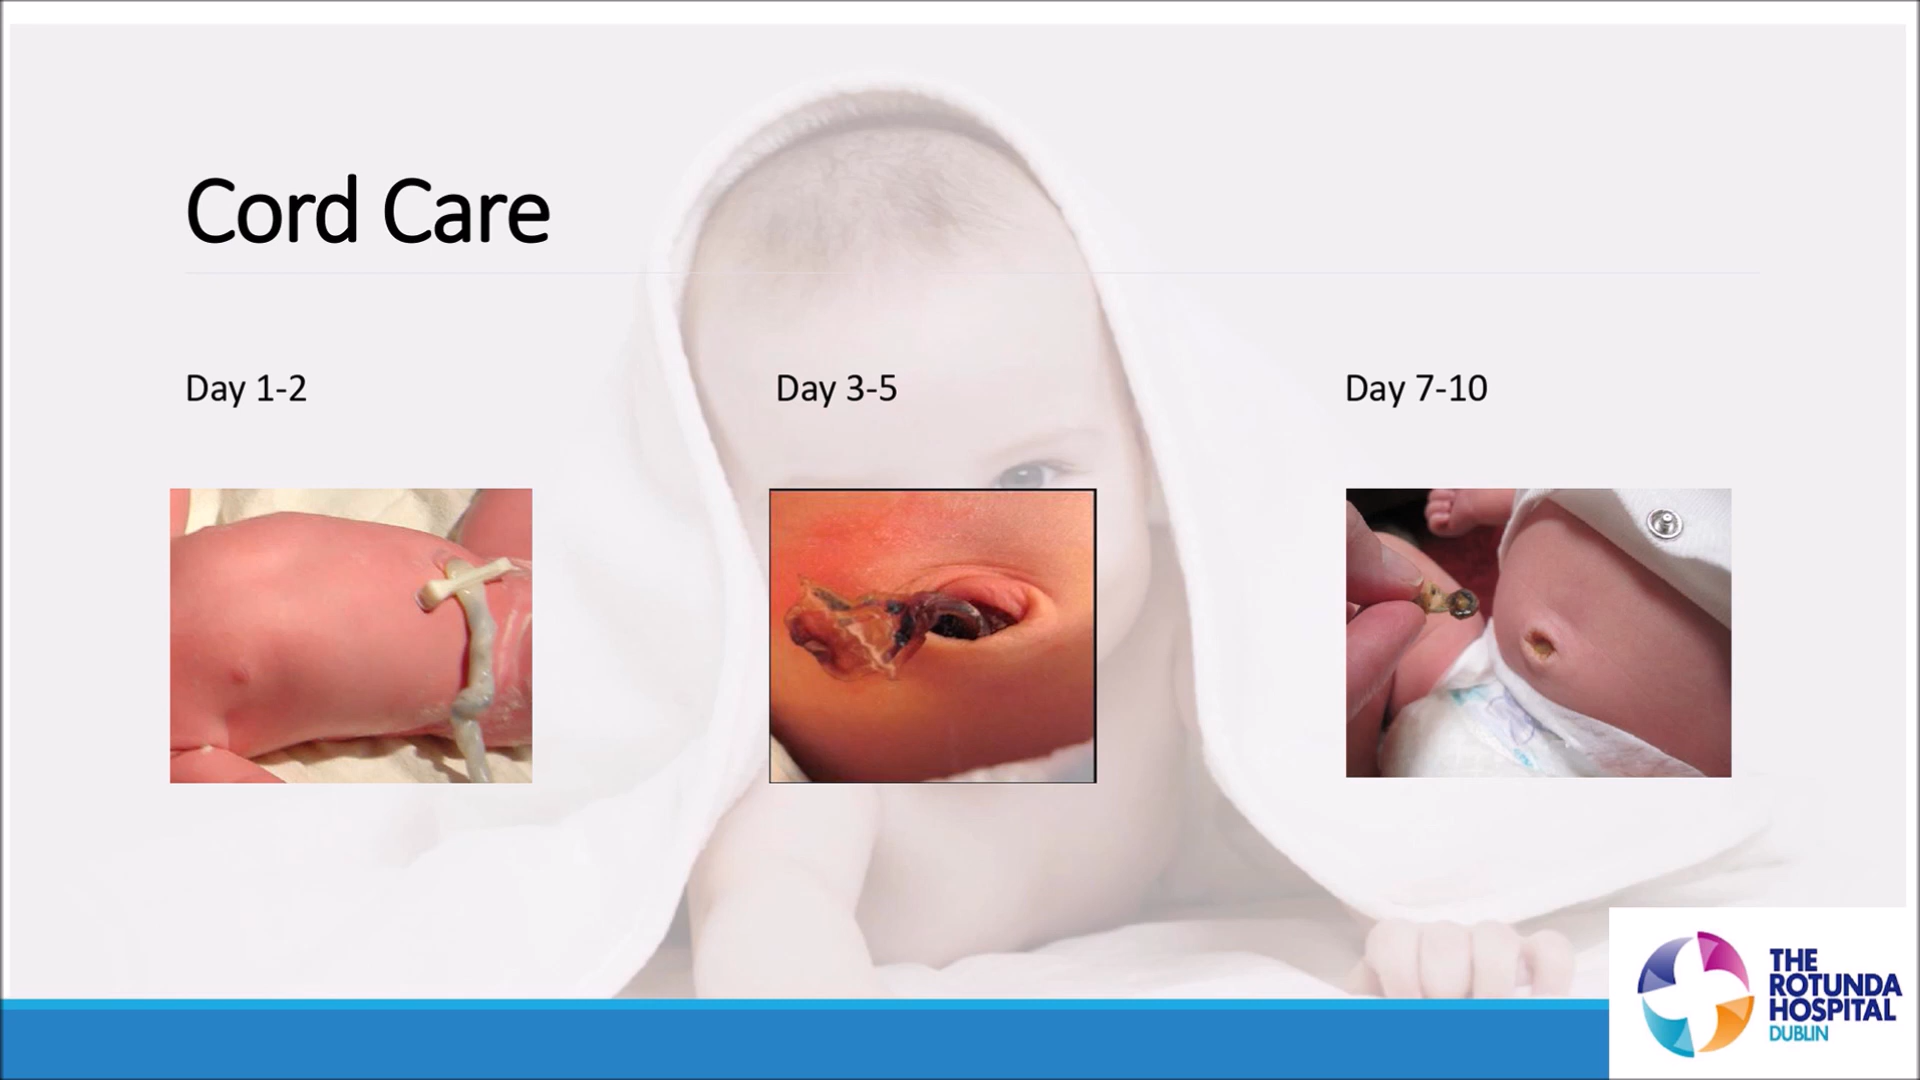 Cord Care
Day 1-2
Day 3-5
Day 7-10
THE
ROTUNDA
HOSPITAL
DUBLIN